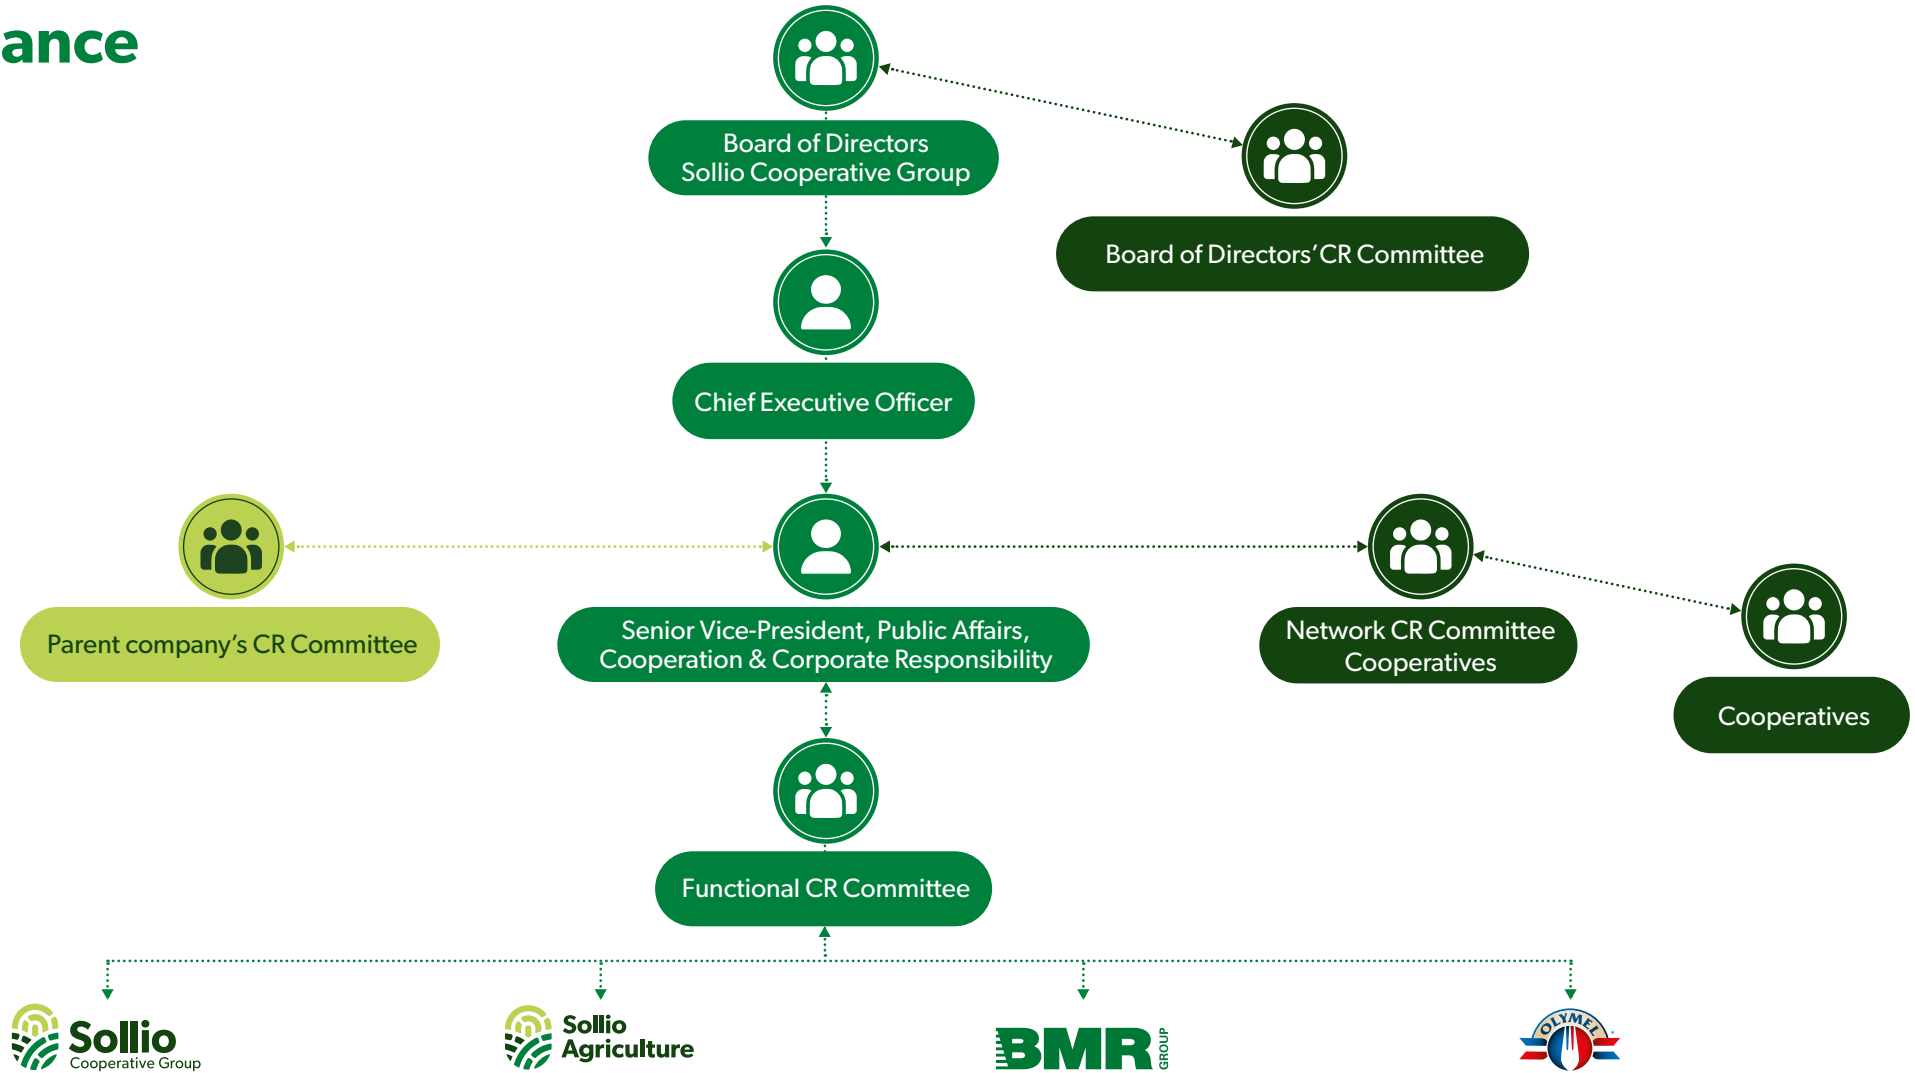 ance
Board of Directors
Sollio Cooperative Group
Board of Directors’ CR Committee
Chief Executive Officer
Parent company’s CR Committee
Senior Vice-President, Public Affairs,
Cooperation & Corporate Responsibility
Network CR Committee
Cooperatives
Cooperatives
Functional CR Committee
Sollio
Cooperative Group
Sollio
Agriculture
BMR
GROUP
OLYMEL